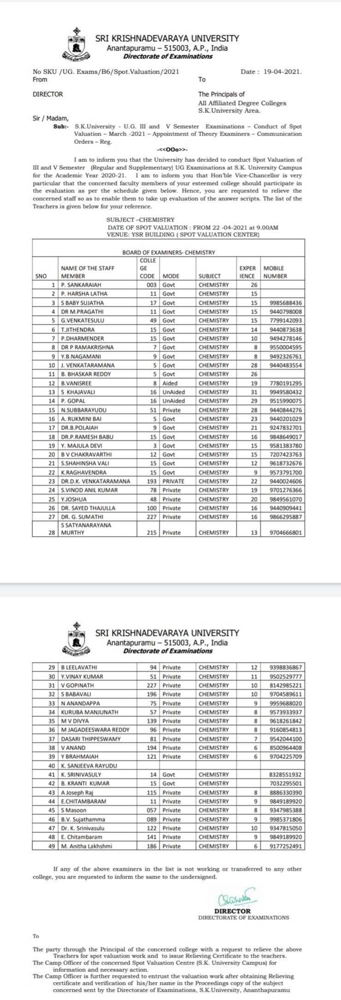 SRI KRISHNADEVARAYA UNIVERSITY
Anantapuramu – 515003, A.P., India
Directorate of Examinations
No SKU /UG. Exams/B6/Spot.Valuation/2021 Date : 19-04-2021.
From To
DIRECTOR The Principals of
All Affiliated Degree Colleges
S.K.University Area.
Sir / Madam,
Sub:- S.K.University - U.G. III and V Semester Examinations – Conduct of Spot
Valuation – March -2021 – Appointment of Theory Examiners – Communication
Orders – Reg.
-<<OOo>>-
I am to inform you that the University has decided to conduct Spot Valuation of
III and V Semester (Regular and Supplementary) UG Examinations at S.K. University Campus
for the Academic Year 2020-21. I am to inform you that Hon'ble Vice-Chancellor is very
particular that the concerned faculty members of your esteemed college should participate in
the evaluation as per the schedule given below. Hence, you are requested to relieve the
concerned staff so as to enable them to take up evaluation of the answer scripts. The list of the
Teachers is given below for your reference.
SUBJECT –CHEMISTRY
DATE OF SPOT VALUATION : FROM 22 -04-2021 at 9.00AM
VENUE: YSR BUILDING ( SPOT VALUATION CENTER)
BOARD OF EXAMINERS- CHEMISTRY
COLLE
NAME OF THE STAFF GE EXPER MOBILE
SNO MEMBER CODE MODE SUBJECT IENCE NUMBER
1 P. SANKARAIAH 003 Govt CHEMISTRY 26
2 P. HARSHA LATHA 11 Govt CHEMISTRY 15
3 S BABY SUJATHA 17 Govt CHEMISTRY 15 9985688436
4 DR M.PRAGATHI 11 Govt CHEMISTRY 15 9440798008
5 G.VENKATESULU 49 Govt CHEMISTRY 15 7799142093
6 T.JITHENDRA 15 Govt CHEMISTRY 14 9440873638
7 P.DHARMENDER 15 Govt CHEMISTRY 10 9494278146
8 DR P RAMAKRISHNA 7 Govt CHEMISTRY 8 9550004595
9 Y.B.NAGAMANI 9 Govt CHEMISTRY 8 9492326761
10 J. VENKATARAMANA 5 Govt CHEMISTRY 28 9440483554
11 B. BHASKAR REDDY 5 Govt CHEMISTRY 26
12 B.VANISREE 8 Aided CHEMISTRY 19 7780191295
13 S KHAJAVALI 16 UnAided CHEMISTRY 31 9949580432
14 P. GOPAL 16 UnAided CHEMISTRY 29 9515990075
15 N.SUBBARAYUDU 51 Private CHEMISTRY 28 9440844276
16 A. RUKMINI BAI 5 Govt CHEMISTRY 23 9440201029
17 DR.B.POLAIAH 9 Govt CHEMISTRY 21 9247832701
18 DR.P.RAMESH BABU 15 Govt CHEMISTRY 16 9848649017
19 Y. MAJULA DEVI 3 Govt CHEMISTRY 15 9581383780
20 B V CHAKRAVARTHI 12 Govt CHEMISTRY 15 7207423763
21 S.SHAHINSHA VALI 15 Govt CHEMISTRY 12 9618732676
22 K.RAGHAVENDRA 15 Govt CHEMISTRY 9 9573791700
23 DR.D.K. VENKATARAMANA 193 PRIVATE CHEMISTRY 22 9440024606
24 S.VINOD ANIL KUMAR 78 Private CHEMISTRY 19 9701276366
25 Y.JOSHUA 48 Private CHEMISTRY 20 9849561070
26 DR. SAYED THAJULLA 100 Private CHEMISTRY 16 9440909441
27 DR. G. SUMATHI 227 Private CHEMISTRY 16 9866295887
S SATYANARAYANA
28 MURTHY 215 Private CHEMISTRY 13 9704666801
SRI KRISHNADEVARAYA UNIVERSITY
Anantapuramu – 515003, A.P., India
Directorate of Examinations
29 B LEELAVATHI 94 Private CHEMISTRY 12 9398836867
30 Y.VINAY KUMAR 51 Private CHEMISTRY 11 9502529777
31 V GOPINATH 227 Private CHEMISTRY 10 8142985221
32 S BABAVALI 196 Private CHEMISTRY 10 9704589611
33 N ANANDAPPA 75 Private CHEMISTRY 9 9959688020
34 KURUBA MANJUNATH 57 Private CHEMISTRY 8 9573933937
35 M V DIVYA 139 Private CHEMISTRY 8 9618261842
36 M JAGADEESWARA REDDY 96 Private CHEMISTRY 8 9160854813
37 DASARI THIPPESWAMY 81 Private CHEMISTRY 7 9542044100
38 V ANAND 194 Private CHEMISTRY 6 8500964408
39 Y BRAHMAIAH 121 Private CHEMISTRY 6 9704225709
40 K. SANJEEVA RAYUDU
41 K. SRINIVASULY 14 Govt CHEMISTRY 8328551932
42 B. KRANTI KUMAR 15 Govt CHEMISTRY 7032295501
43 A Joseph Raj 115 Private CHEMISTRY 8 8886330390
44 E.CHITAMBARAM 11 Private CHEMISTRY 9 9849189920
45 S Masoon 057 Private CHEMISTRY 8 9347985388
46 B.V. Sujathamma 089 Private CHEMISTRY 9 9985371806
47 Dr. K. Srinivasulu 122 Private CHEMISTRY 10 9347815050
48 E. Chitambaram 141 Private CHEMISTRY 9 9849189920
49 M. Anitha Lakhshmi 186 Private CHEMISTRY 6 9177252491
If any of the above examiners in the list is not working or transferred to any other
college, you are requested to inform the same to the undersigned.
DIRECTOR
DIRECTORATE OF EXAMINATIONS
To
The party through the Principal of the concerned college with a request to relieve the above
Teachers for spot valuation work and to issue Relieving Certificate to the teachers.
The Camp Officer of the concerned Spot Valuation Centre (S.K. University Campus) for
information and necessary action.
The Camp Officer is further requested to entrust the valuation work after obtaining Relieving
certificate and verification of his/her name in the Proceedings copy of the subject
concerned sent by the Directorate of Examinations, S.K.University, Ananthapuramu